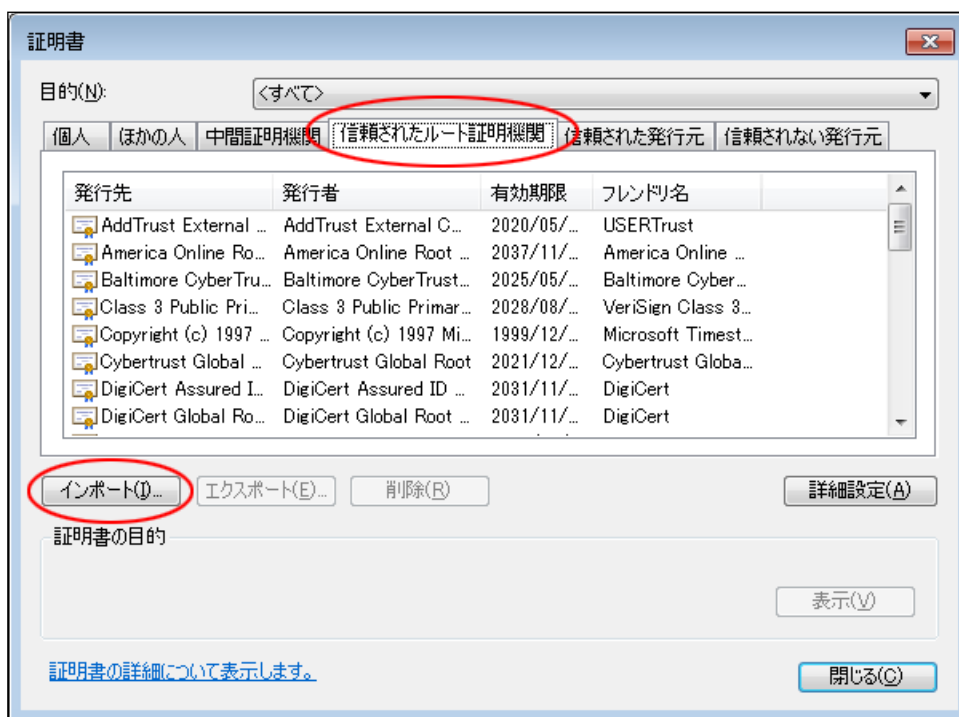 証明書
目的(N): <すべて>
個人 ほかの人 中間証明機関 信頼されたルート証明機関 信頼された発行元 信頼されない発行元
発行先 発行者 有効期限 フレンドリ名
AddTrust External ... AddTrust External C... 2020/05/... USERTrust
America Online Ro... America Online Root ... 2037/11/... America Online ...
Baltimore CyberTru... Baltimore CyberTrust... 2025/05/... Baltimore Cyber...
Class 3 Public Pri... Class 3 Public Primar... 2028/08/... VeriSign Class 3...
Copyright (c) 1997 ... Copyright (c) 1997 Mi... 1999/12/... Microsoft Timest...
Cybertrust Global ... Cybertrust Global Root 2021/12/... Cybertrust Globa...
DigiCert Assured I... DigiCert Assured ID ... 2031/11/... DigiCert
DigiCert Global Ro... DigiCert Global Root ... 2031/11/... DigiCert
インポート(I)... エクスポート(E)... 削除(R) 詳細設定(A)
証明書の目的
表示(V)
証明書の詳細について表示します。
閉じる(C)